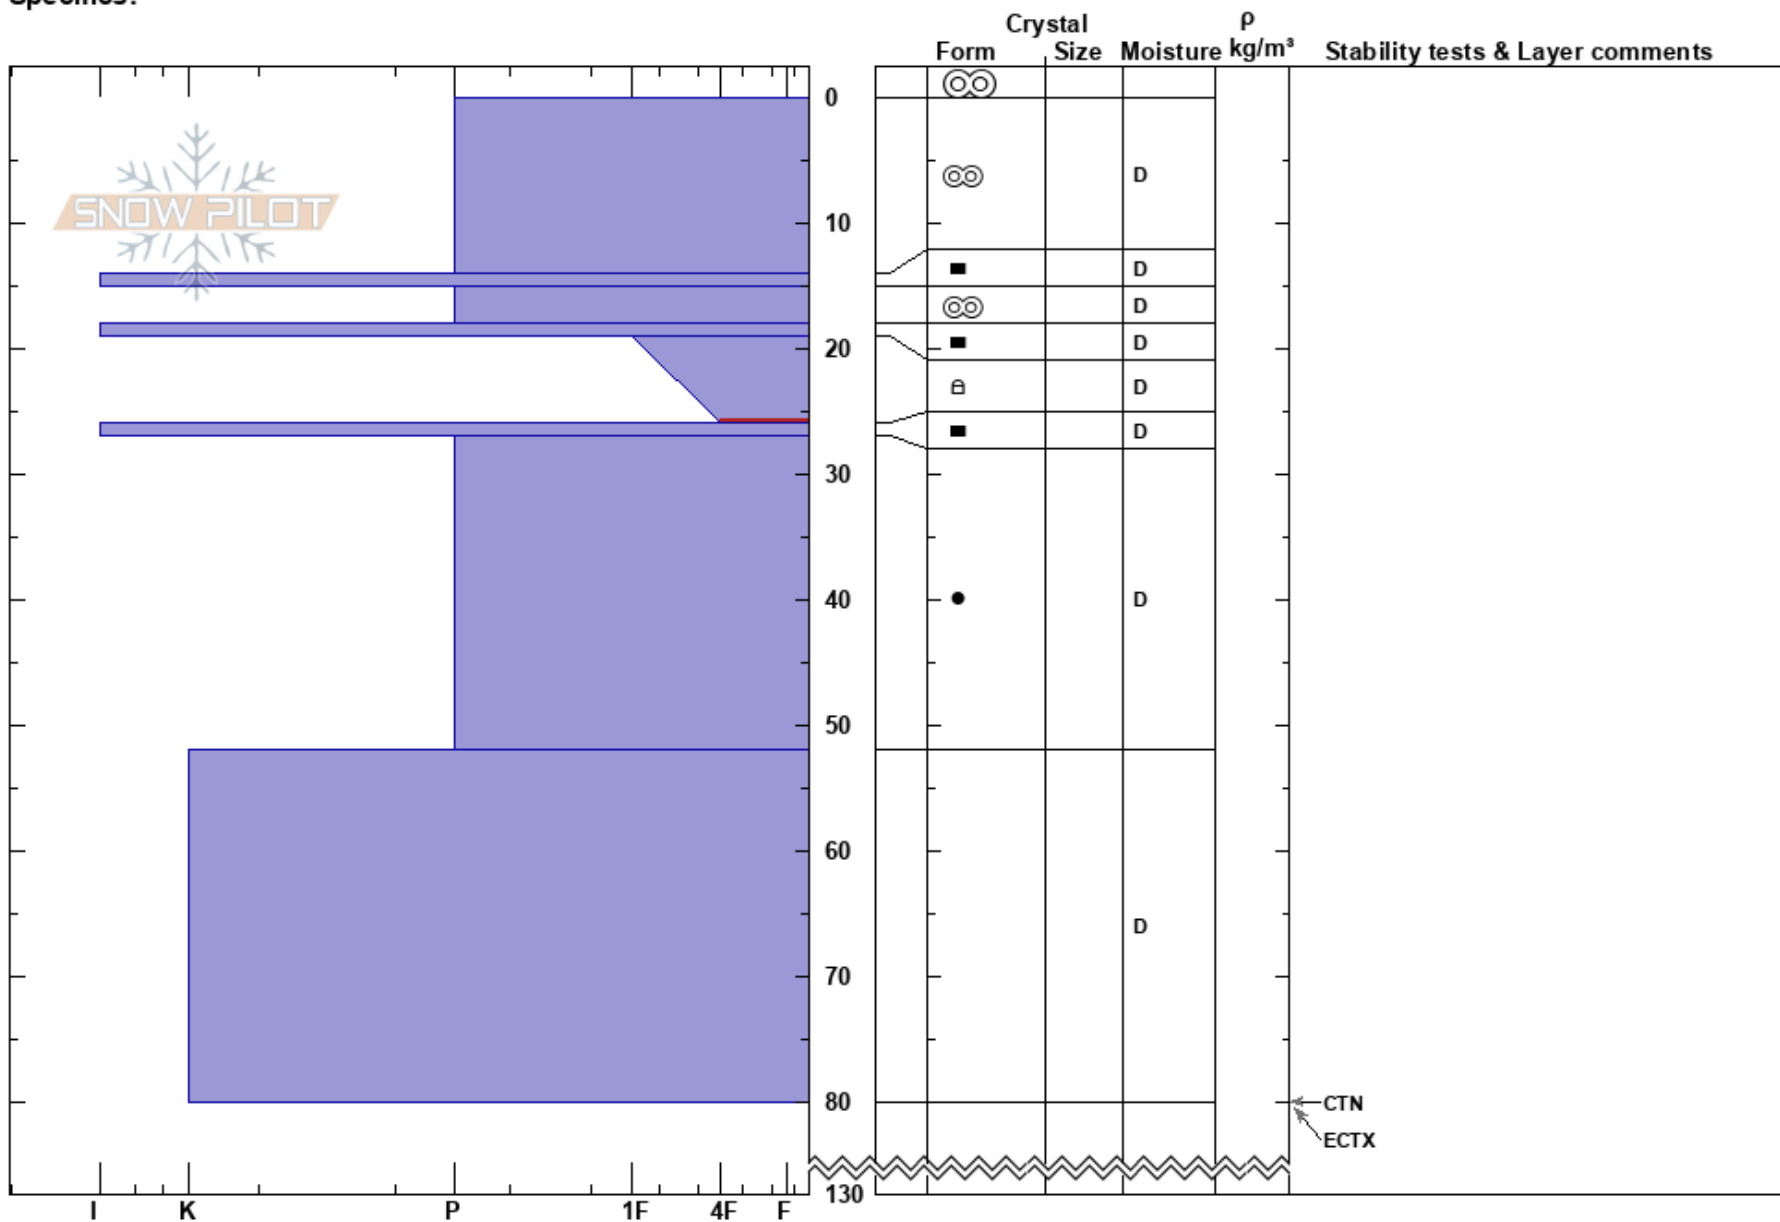 Specifics:
Crystal ρ
Form Size Moisture kg/m³ Stability tests & Layer comments
0
SNOW PILOT
D
10
D
D
20
D
D
D
30
40
D
50
60
D
70
80
CTN
ECTX
130
I K P 1F 4F F